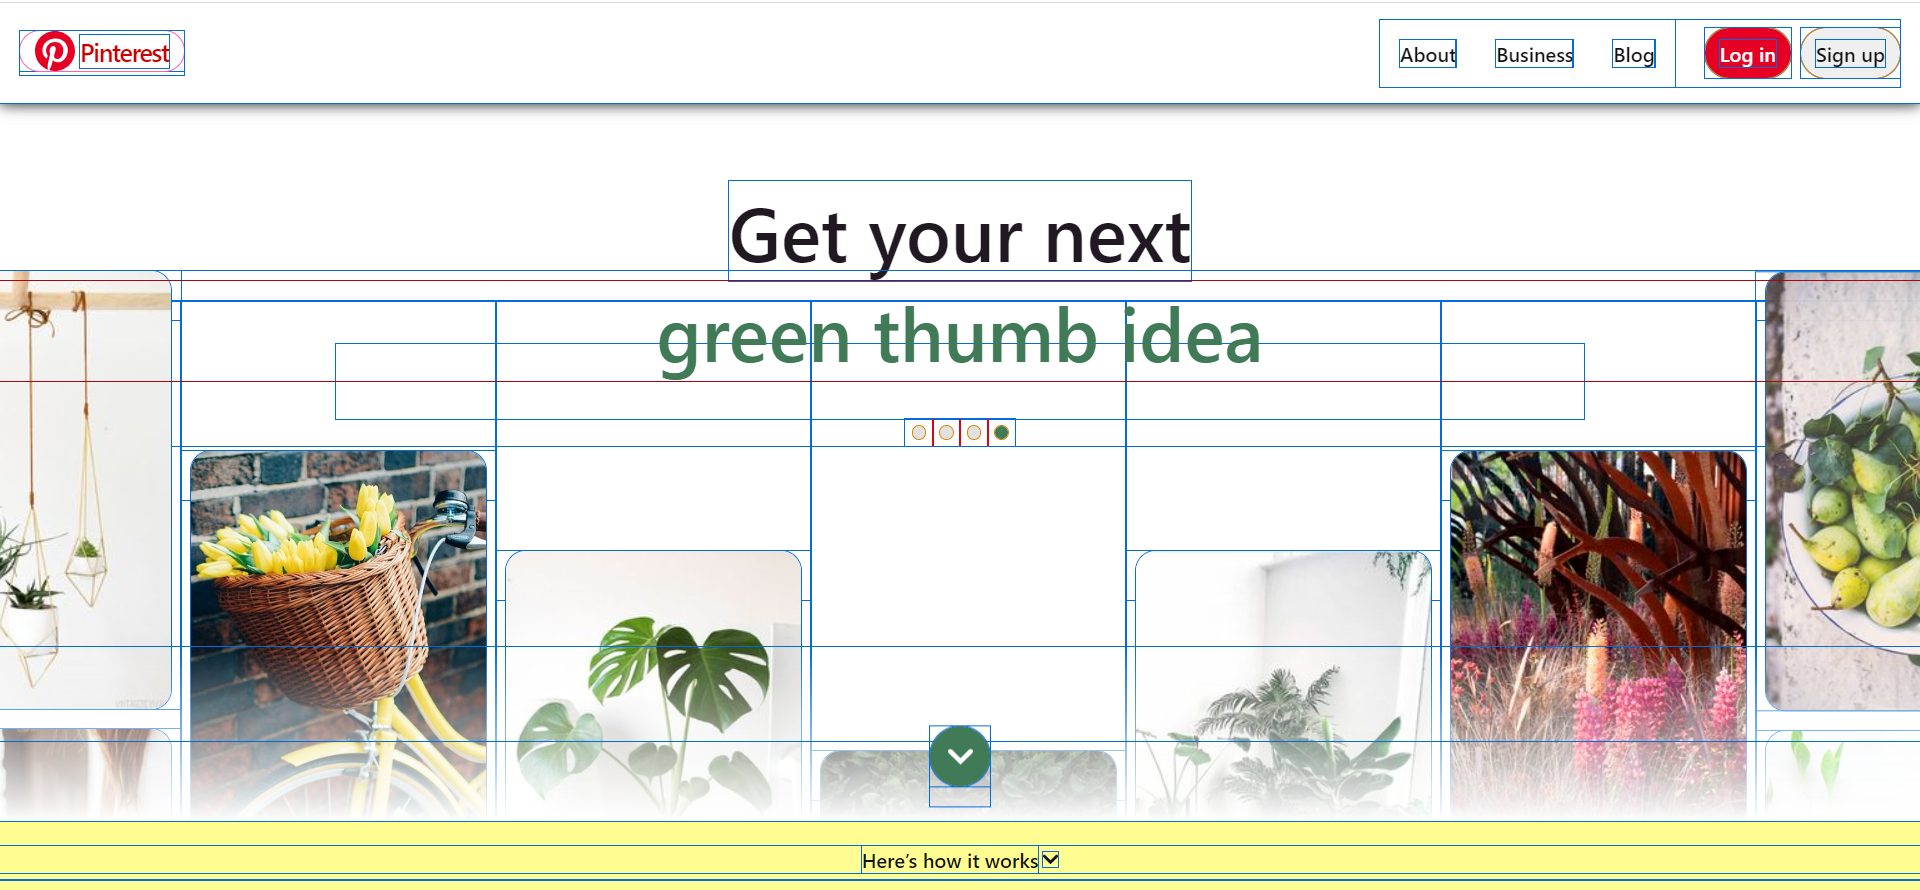 Pinterest
About Business Blog Log in Sign up
Get your next
green thumb idea
Here's how it works